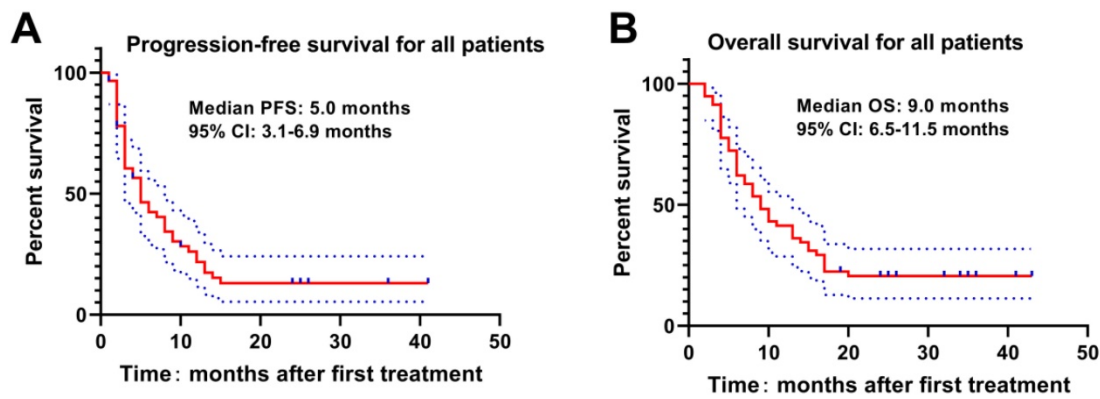 A
Progression-free survival for all patients
Median PFS: 5.0 months
95% CI: 3.1-6.9 months
Percent survival
100
50
0
0 10 20 30 40 50
Time: months after first treatment
B
Overall survival for all patients
Median OS: 9.0 months
95% CI: 6.5-11.5 months
Percent survival
100
50
0
0 10 20 30 40 50
Time: months after first treatment